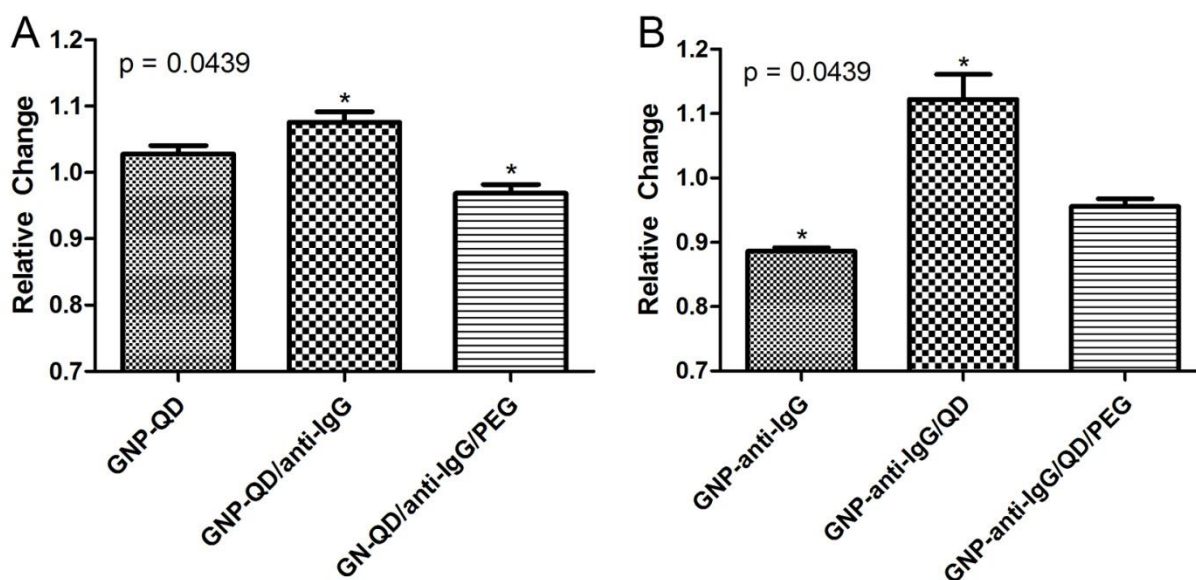 A
p = 0.0439
Relative Change
1.2
1.1
1.0
0.9
0.8
0.7
*
*
GNP-QD
GNP-QD/anti-IgG
GN-QD/anti-IgG/PEG
B
p = 0.0439
Relative Change
1.2
1.1
1.0
0.9
0.8
0.7
*
*
GNP-anti-IgG
GNP-anti-IgG/QD
GNP-anti-IgG/QD/PEG